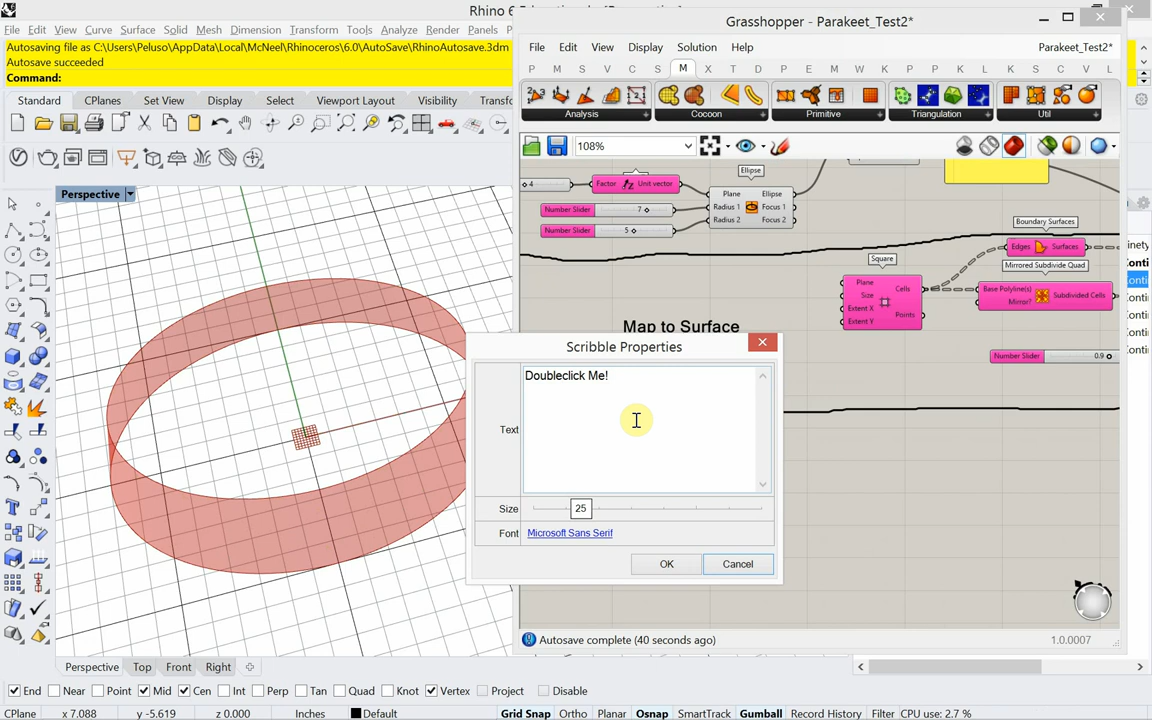 Rhino 6
Grasshopper - Parakeet_Test2*
File Edit View Curve Surface Solid Mesh Dimension Transform Tools Analyze Render Panels
File Edit View Display Solution Help
Parakeet_Test2*
Autosaving file as C:\Users\Peluso\AppData\Local\McNeel\Rhinoceros\6.0\AutoSave\RhinoAutosave.3dm
Autosave succeeded
Command:
P M S V C S M X T D A E M W K P K P L S C V L
Standard CPlanes Set View Display Select Viewport Layout Visibility Transfo
Analysis Cocoon Primitive Triangulation Util
108%
Perspective
Ellipse
4 Factor Unit vector
Plane Ellipse
Radius 1 Focus 1
Radius 2 Focus 2
Number Slider 7
Number Slider 5
Boundary Surfaces
Edges Surfaces
Square
Mirrored Subdivide Quad
Plane Cells
Size
Extent X Points
Extent Y
Base Polyline(s) Subdivided Cells
Mirror?
Map to Surface
Number Slider 0.9
Scribble Properties
Text
Doubleclick Me!
Size 25
Font Microsoft Sans Serif
OK Cancel
Autosave complete (40 seconds ago)
1.0.0007
Perspective Top Front Right
End Near Point Mid Cen Int Perp Tan Quad Knot Vertex Project Disable
CPlane x 7.088 y -5.619 z 0.000 Inches Default Grid Snap Ortho Planar Osnap SmartTrack Gumball Record History Filter CPU use: 2.7 %